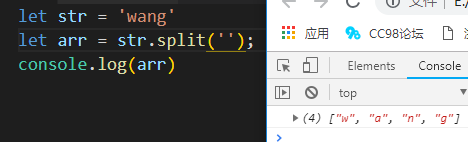 let str = 'wang'
let arr = str.split('');
console.log(arr)
应用
CC98论坛
Elements
Console
top
(4) ["w", "a", "n", "g"]